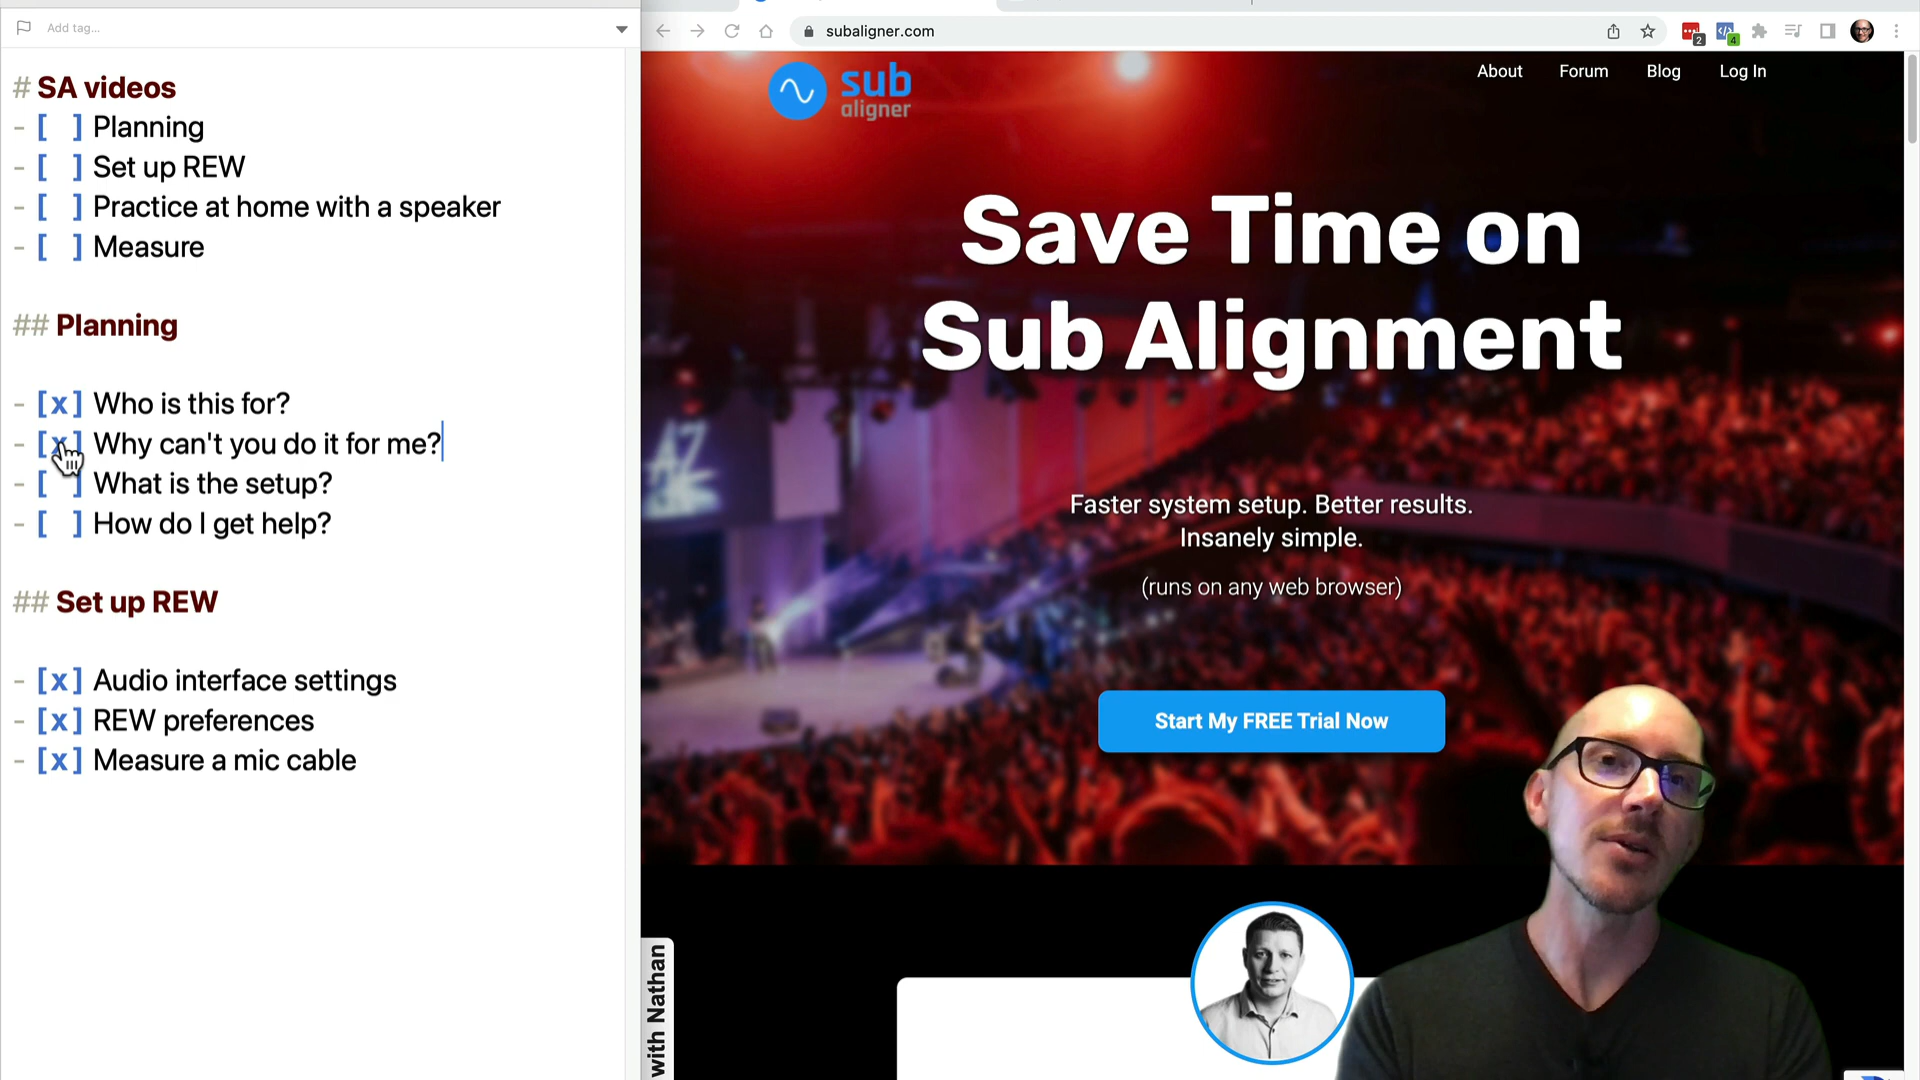 Add tag...
# SA videos
- [ ] Planning
- [ ] Set up REW
- [ ] Practice at home with a speaker
- [ ] Measure
## Planning
- [x] Who is this for?
- [x] Why can't you do it for me?
- [ ] What is the setup?
- [ ] How do I get help?
## Set up REW
- [x] Audio interface settings
- [x] REW preferences
- [x] Measure a mic cable
subaligner.com
2
4
sub
aligner
About Forum Blog Log In
Save Time on
Sub Alignment
Faster system setup. Better results.
Insanely simple.
(runs on any web browser)
Start My FREE Trial Now
with Nathan